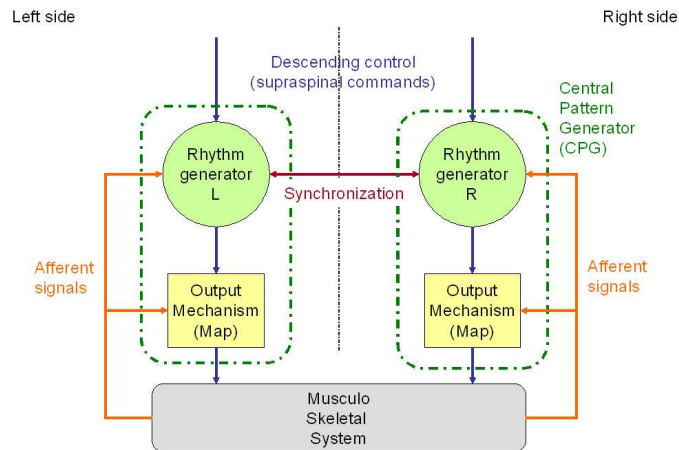 Left side
Right side
Descending control
(supraspinal commands)
Central
Pattern
Generator
(CPG)
Rhythm
generator
L
Synchronization
Rhythm
generator
R
Afferent
signals
Output
Mechanism
(Map)
Output
Mechanism
(Map)
Afferent
signals
Musculo
Skeletal
System